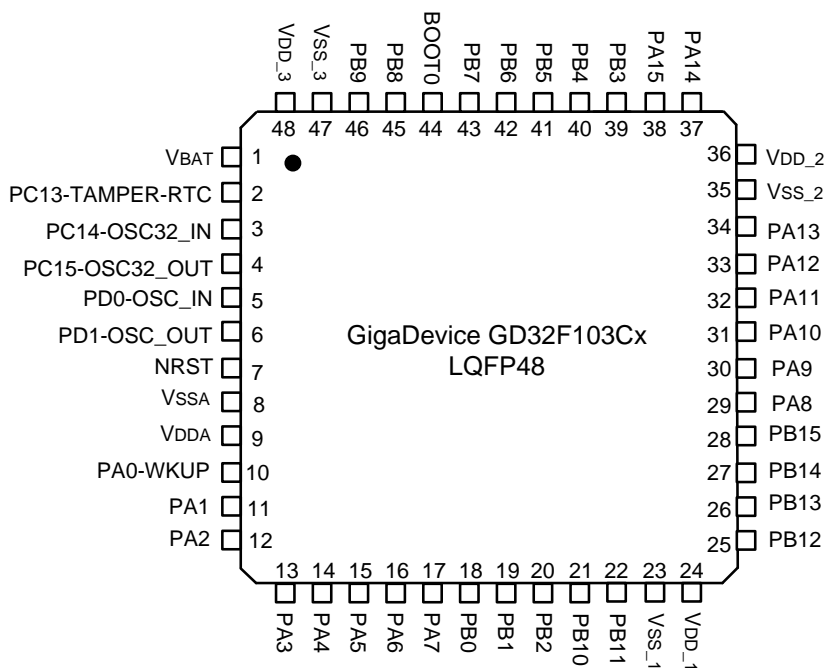 VDD_3 VSS_3 PB9 PB8 BOOT0 PB7 PB6 PB5 PB4 PB3 PA15 PA14
48 47 46 45 44 43 42 41 40 39 38 37
VBAT 1 36 VDD_2
PC13-TAMPER-RTC 2 35 VSS_2
PC14-OSC32_IN 3 34 PA13
PC15-OSC32_OUT 4 33 PA12
PD0-OSC_IN 5 32 PA11
PD1-OSC_OUT 6 GigaDevice GD32F103Cx 31 PA10
NRST 7 LQFP48 30 PA9
VSSA 8 29 PA8
VDDA 9 28 PB15
PA0-WKUP 10 27 PB14
PA1 11 26 PB13
PA2 12 25 PB12
13 14 15 16 17 18 19 20 21 22 23 24
PA3 PA4 PA5 PA6 PA7 PB0 PB1 PB2 PB10 PB11 VSS_1 VDD_1